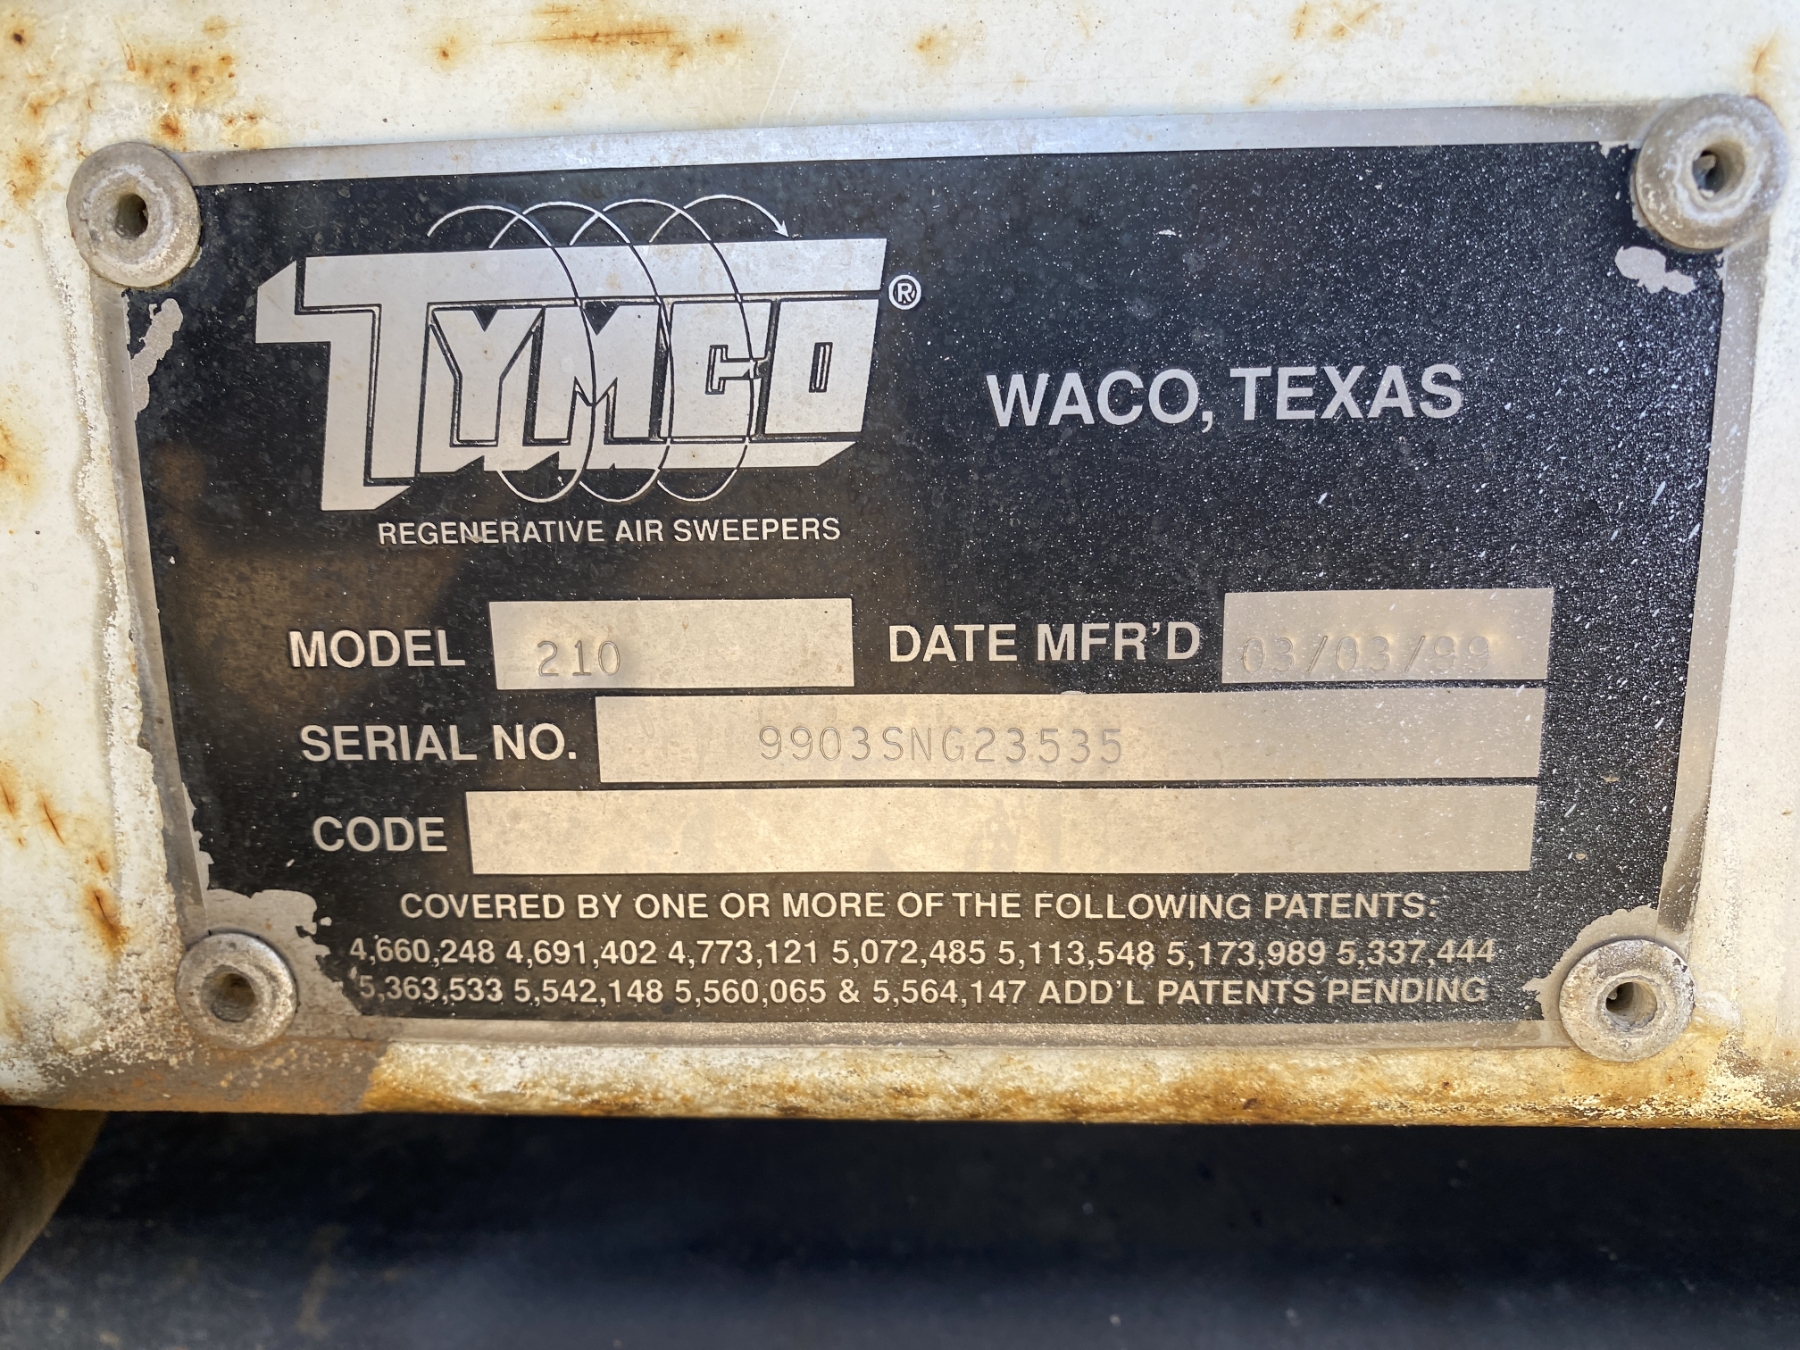 TYMCO®
WACO, TEXAS
REGENERATIVE AIR SWEEPERS
MODEL 210 DATE MFR'D 03/03/99
SERIAL NO. 9903SNG23535
CODE
COVERED BY ONE OR MORE OF THE FOLLOWING PATENTS:
4,660,248 4,691,402 4,773,121 5,072,485 5,113,548 5,173,989 5,337,444
5,363,533 5,542,148 5,560,065 & 5,564,147 ADD'L PATENTS PENDING